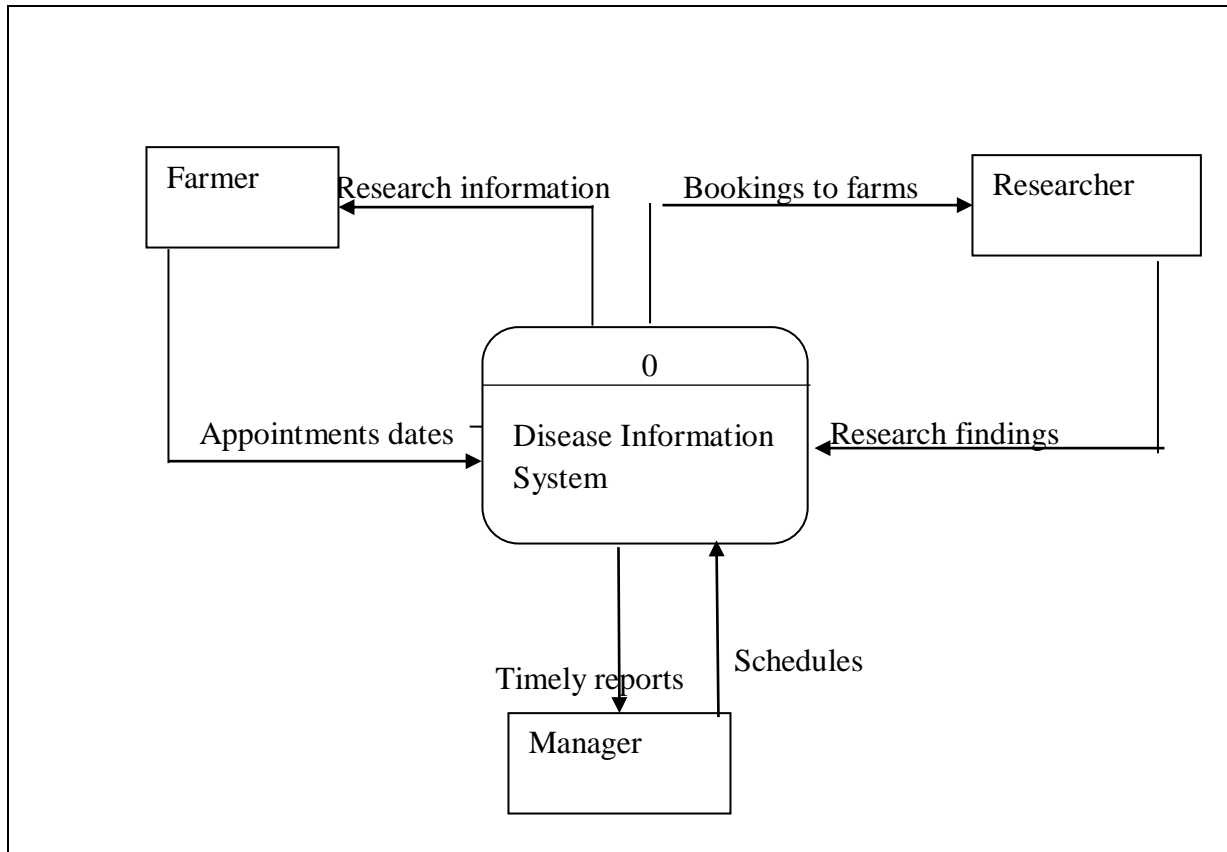 Farmer
Research information
Bookings to farms
Researcher
0
Appointments dates
Disease Information
System
Research findings
Timely reports
Schedules
Manager